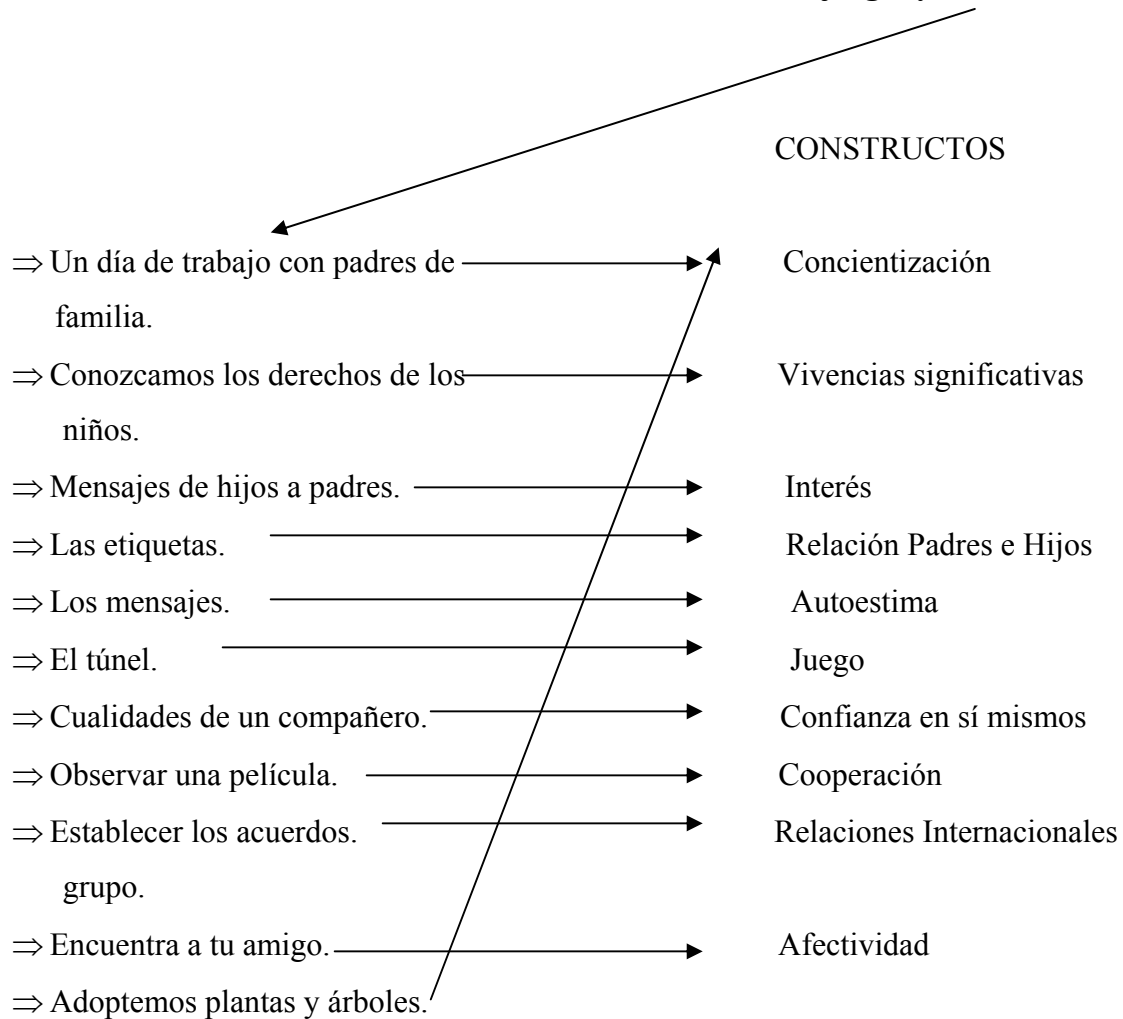 CONSTRUCTOS
⇒ Un día de trabajo con padres de
familia.
Concientización
⇒ Conozcamos los derechos de los
niños.
Vivencias significativas
⇒ Mensajes de hijos a padres.
Interés
⇒ Las etiquetas.
Relación Padres e Hijos
⇒ Los mensajes.
Autoestima
⇒ El túnel.
Juego
⇒ Cualidades de un compañero.
Confianza en sí mismos
⇒ Observar una película.
Cooperación
⇒ Establecer los acuerdos.
grupo.
Relaciones Internacionales
⇒ Encuentra a tu amigo.
Afectividad
⇒ Adoptemos plantas y árboles.